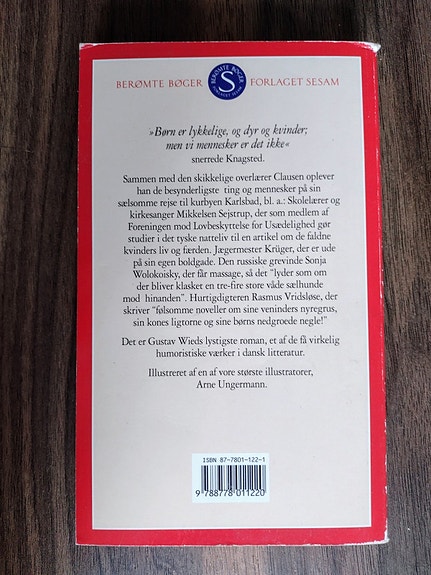 BERØMTE BØGER
BERØMTE BØGER
S
FORLAGET SESAM
FORLAGET SESAM
»Børn er lykkelige, og dyr og kvinder;
men vi mennesker er det ikke«
snerrede Knagsted.
Sammen med den skikkelige overlærer Clausen oplever
han de besynderligste ting og mennesker på sin
sælsomme rejse til kurbyen Karlsbad, bl. a.: Skolelærer og
kirkesanger Mikkelsen Sejstrup, der som medlem af
Foreningen mod Lovbeskyttelse for Usædelighed gør
studier i det tyske natteliv til en artikel om de faldne
kvinders liv og færden. Jægermester Krüger, der er ude
på sin egen boldgade. Den russiske grevinde Sonja
Wolokoisky, der får massage, så det "lyder som om
der bliver klasket en tre-fire store våde sælhunde
mod hinanden". Hurtigdigteren Rasmus Vridsløse, der
skriver "følsomme noveller om sine veninders nyregrus,
sin kones ligtorne og sine børns nedgroede negle!"
Det er Gustav Wieds lystigste roman, et af de få virkelig
humoristiske værker i dansk litteratur.
Illustreret af en af vore største illustratorer,
Arne Ungermann.
ISBN 87-7801-122-1
9 788778 011220